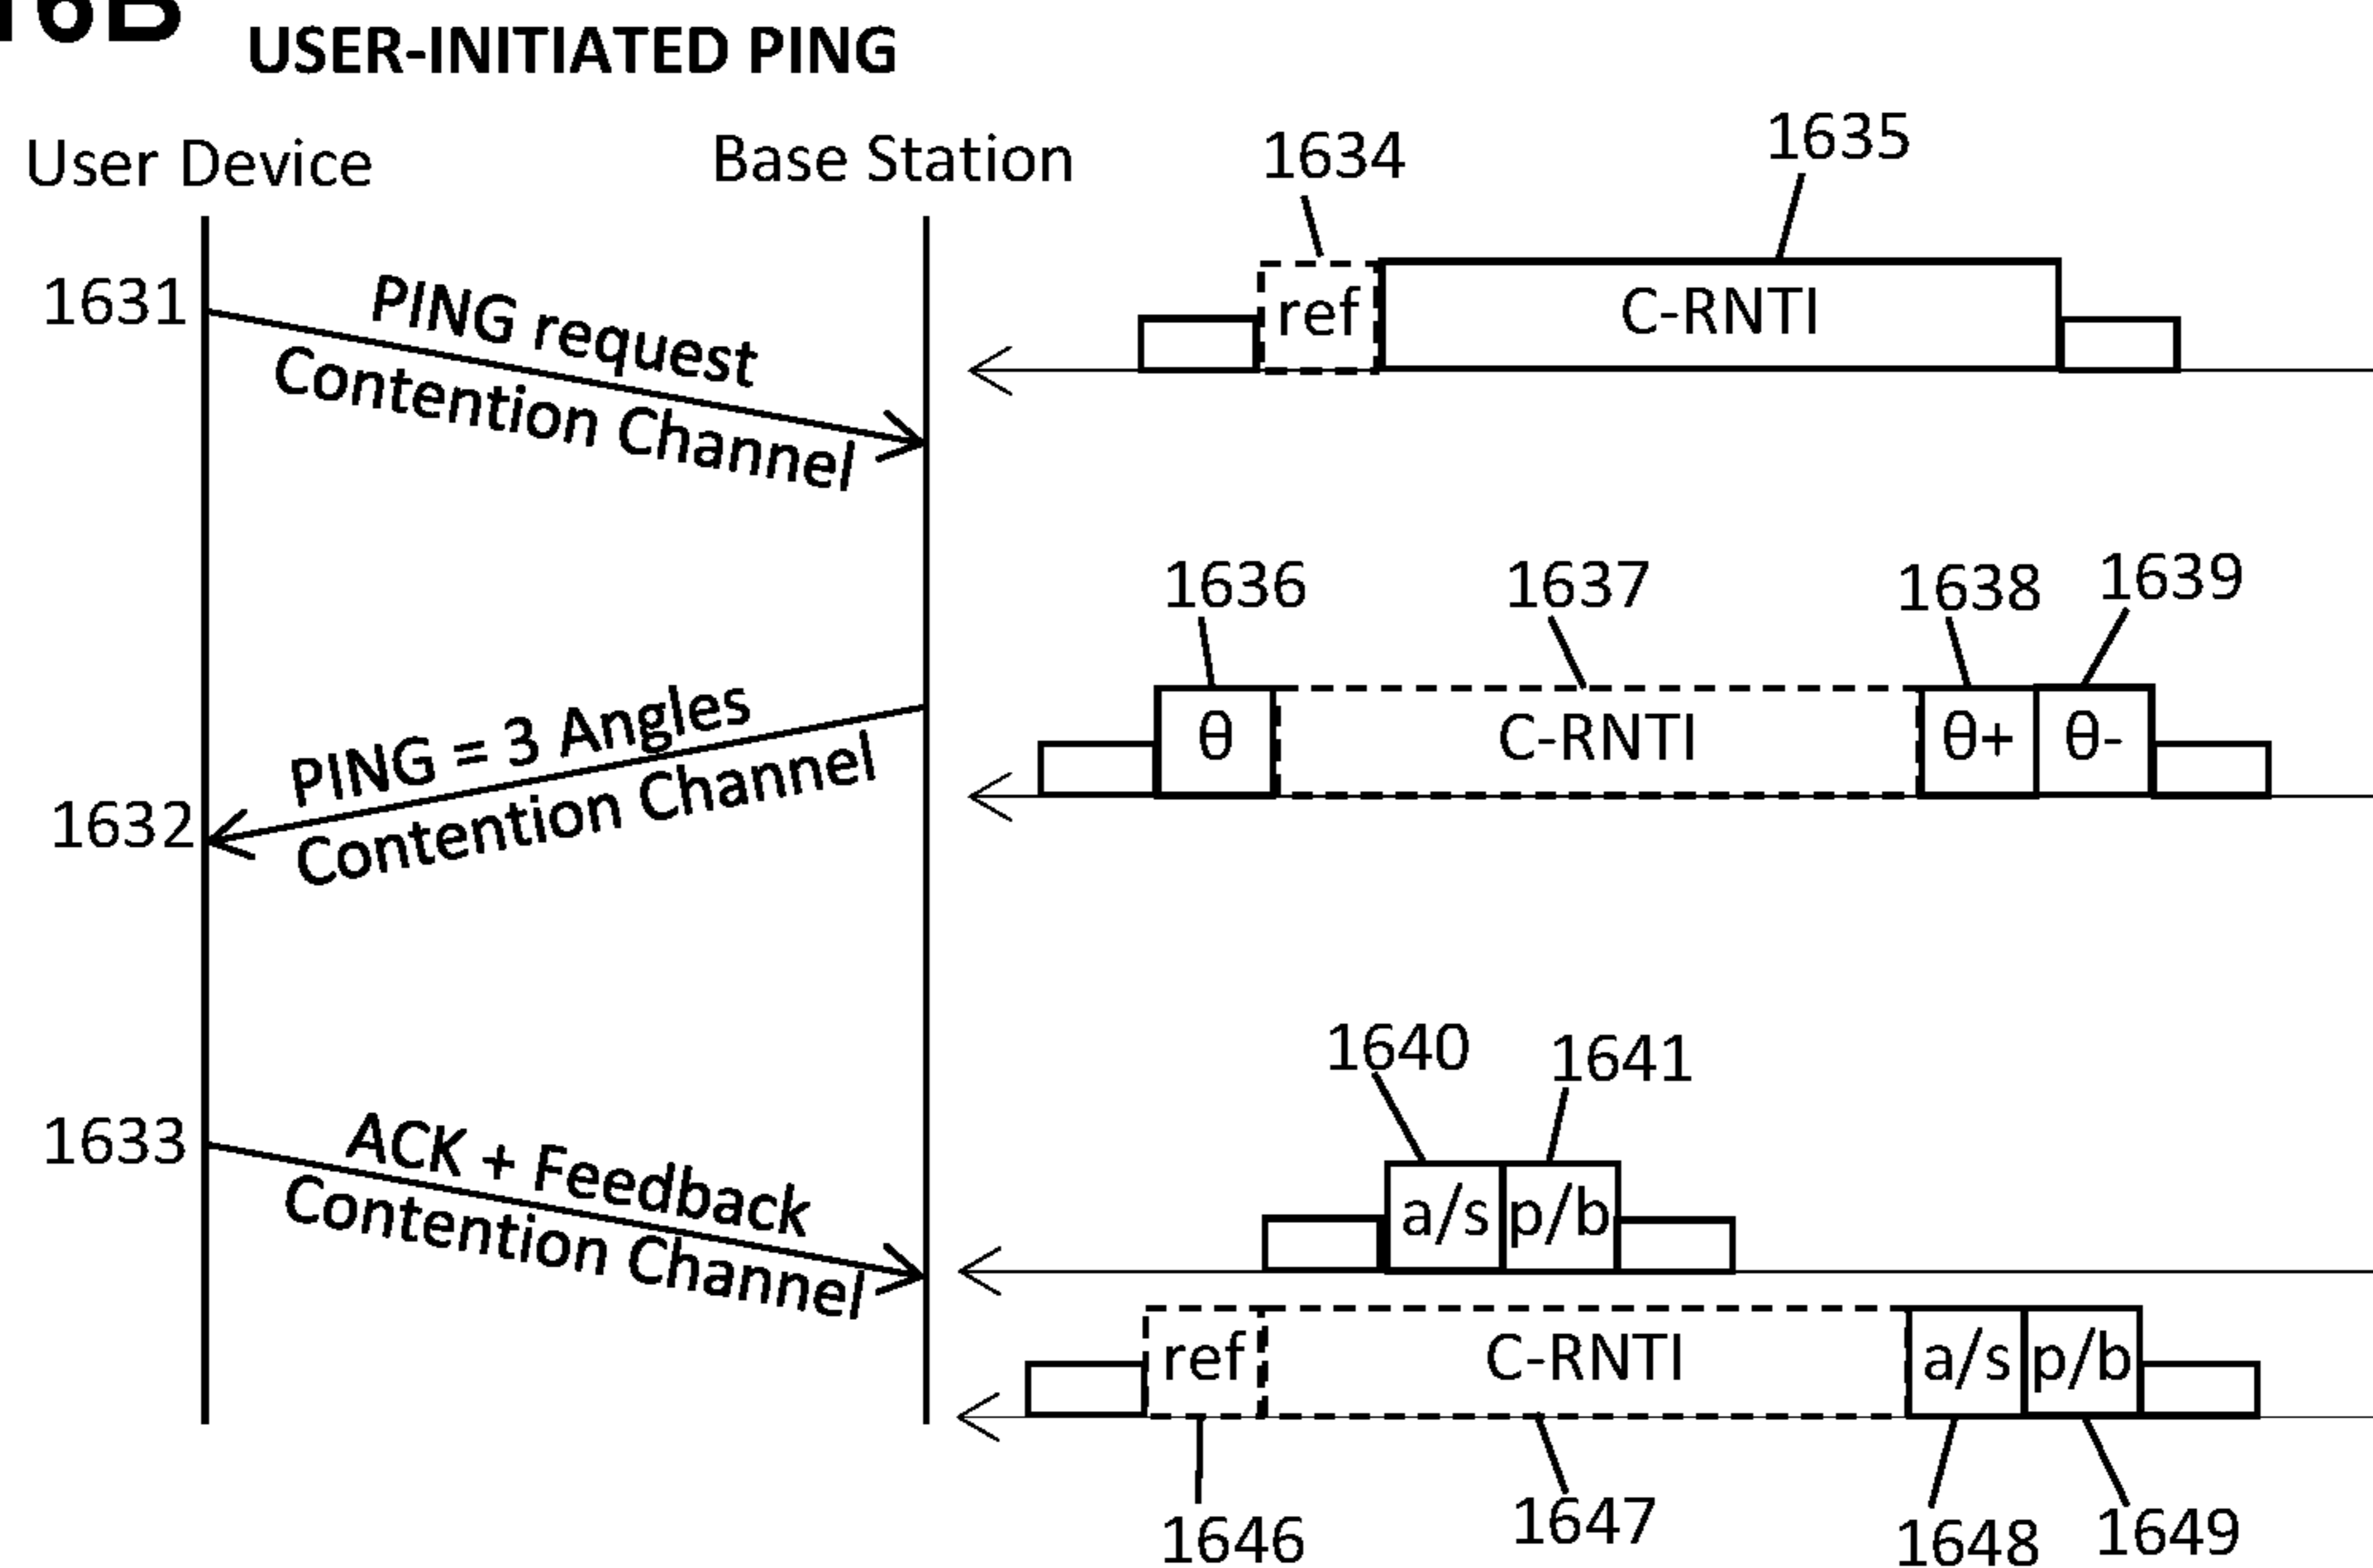 16B
USER-INITIATED PING
User Device
Base Station
1634
1635
1631
PING request
Contention Channel
ref
C-RNTI
1636
1637
1638
1639
1632
PING = 3 Angles
Contention Channel
θ
C-RNTI
θ+
θ-
1640
1641
1633
ACK + Feedback
Contention Channel
a/s
p/b
ref
C-RNTI
a/s
p/b
1646
1647
1648
1649